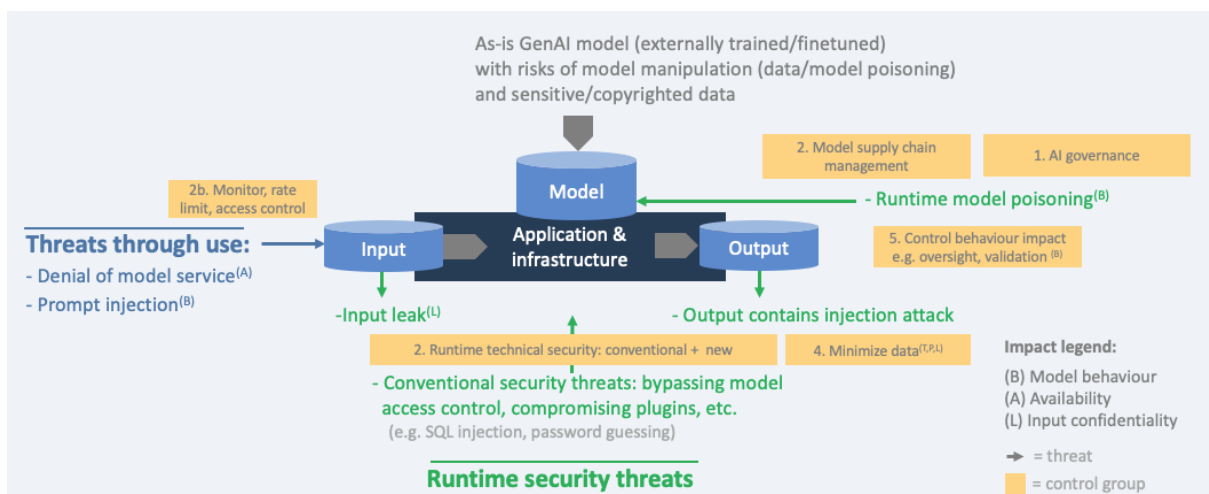 As-is GenAI model (externally trained/finetuned)
with risks of model manipulation (data/model poisoning)
and sensitive/copyrighted data
2. Model supply chain
management
1. AI governance
2b. Monitor, rate
limit, access control
Model
- Runtime model poisoning(B)
Threats through use:
- Denial of model service(A)
- Prompt injection(B)
Input
Application &
infrastructure
Output
5. Control behaviour impact
e.g. oversight, validation (B)
-Input leak(L)
- Output contains injection attack
2. Runtime technical security: conventional + new
4. Minimize data(T,P,L)
- Conventional security threats: bypassing model
access control, compromising plugins, etc.
(e.g. SQL injection, password guessing)
Runtime security threats
Impact legend:
(B) Model behaviour
(A) Availability
(L) Input confidentiality
= threat
= control group